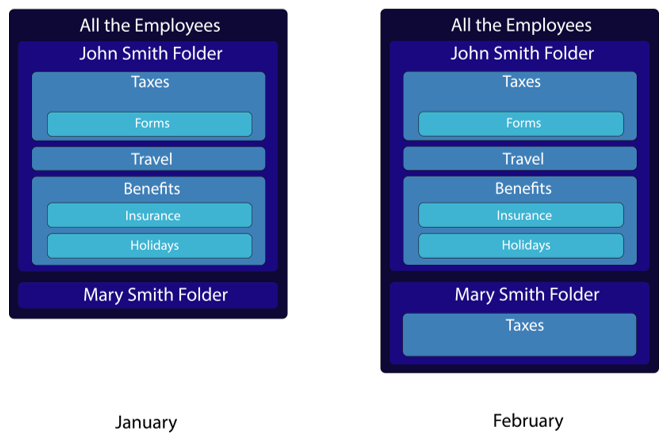 All the Employees
John Smith Folder
Taxes
Forms
Travel
Benefits
Insurance
Holidays
Mary Smith Folder
January
All the Employees
John Smith Folder
Taxes
Forms
Travel
Benefits
Insurance
Holidays
Mary Smith Folder
Taxes
February